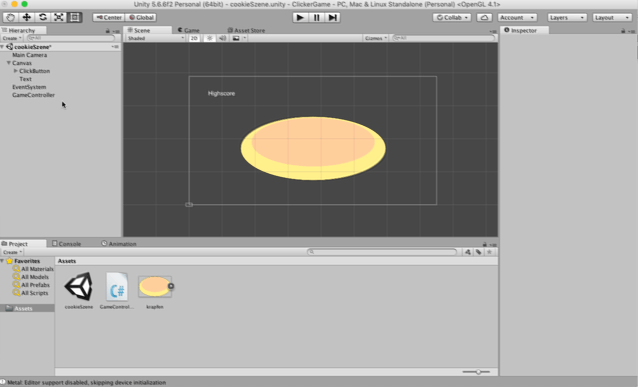 Unity 5.6.6f2 Personal (64bit) - cookieSzene.unity - ClickerGame - PC, Mac & Linux Standalone (Personal) <OpenGL 4.1>
Center Global Collab Account Layers Layout
Hierarchy
Create
cookieSzene*
Main Camera
Canvas
ClickButton
Text
EventSystem
GameController
Scene Game Asset Store
Shaded 2D Gizmos
Highscore
Inspector
Project Console Animation
Create
Favorites
All Materials
All Models
All Prefabs
All Scripts
Assets
Assets
cookieSzene GameControl... krapfen
Metal: Editor support disabled, skipping device initialization